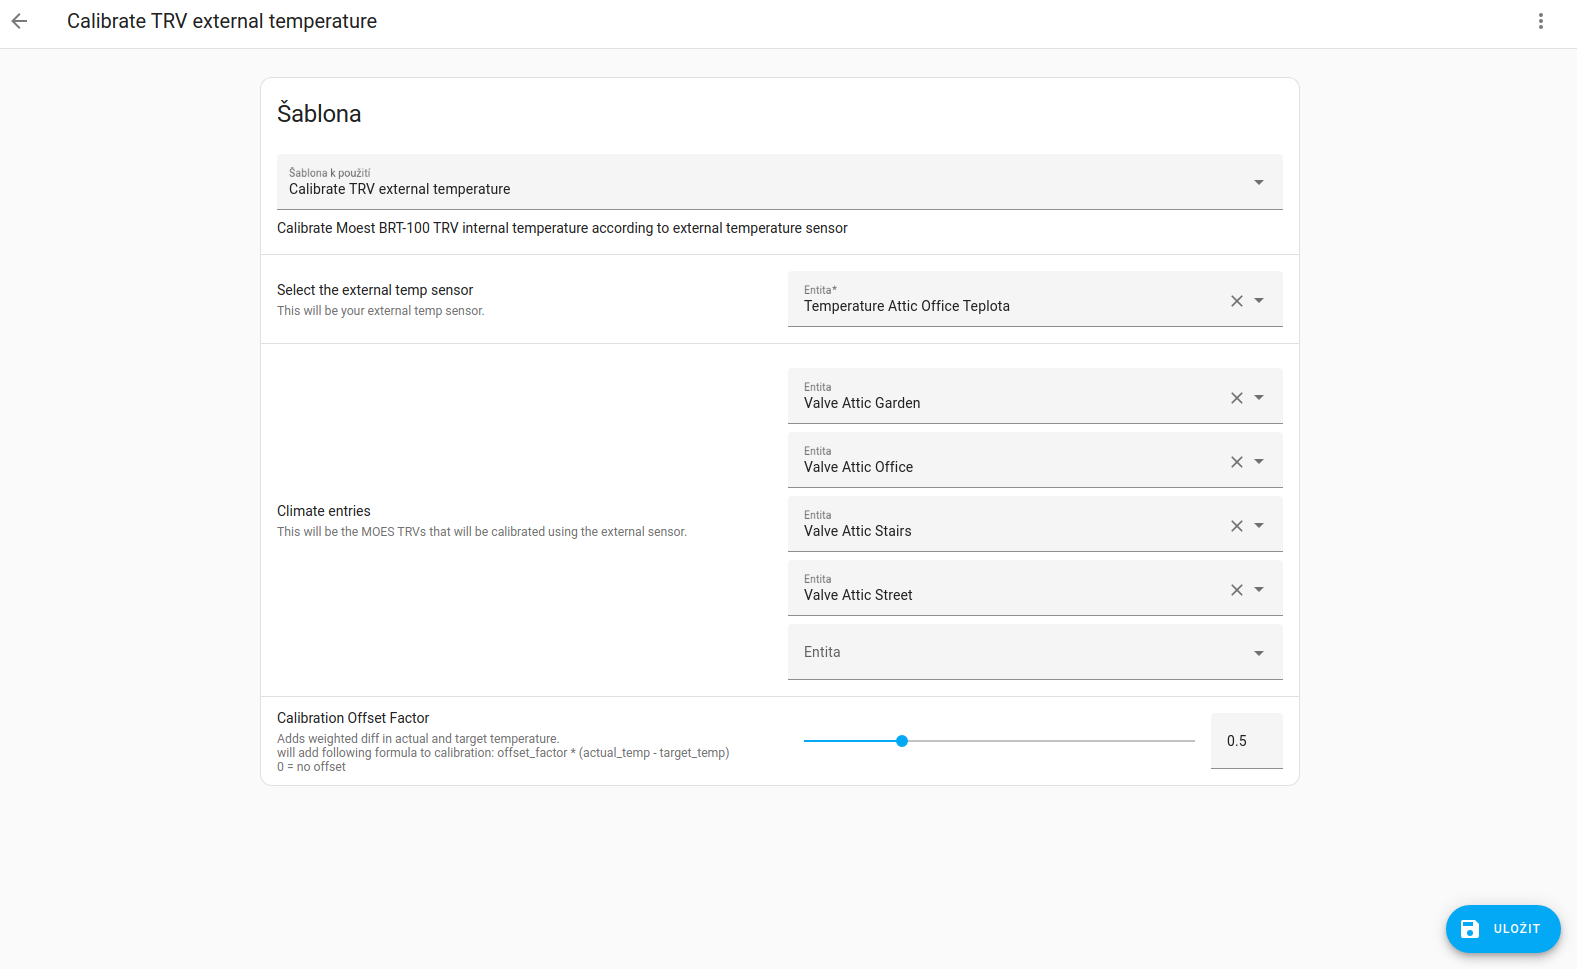 Calibrate TRV external temperature
Šablona
Šablona k použití
Calibrate TRV external temperature
Calibrate Moest BRT-100 TRV internal temperature according to external temperature sensor
Select the external temp sensor
This will be your external temp sensor.
Entita*
Temperature Attic Office Teplota
Climate entries
This will be the MOES TRVs that will be calibrated using the external sensor.
Entita
Valve Attic Garden
Entita
Valve Attic Office
Entita
Valve Attic Stairs
Entita
Valve Attic Street
Entita
Calibration Offset Factor
Adds weighted diff in actual and target temperature.
will add following formula to calibration: offset_factor * (actual_temp - target_temp)
0 = no offset
0.5
ULOŽIT